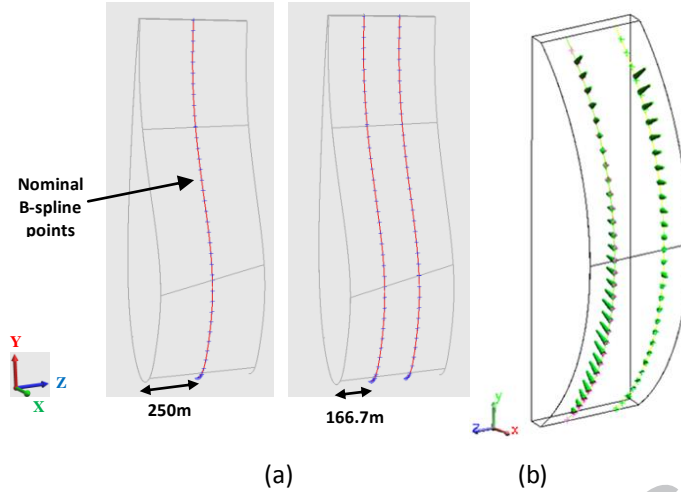 Nominal
B-spline
points
Y
Z
X
250m
166.7m
y
z
x
(a)
(b)